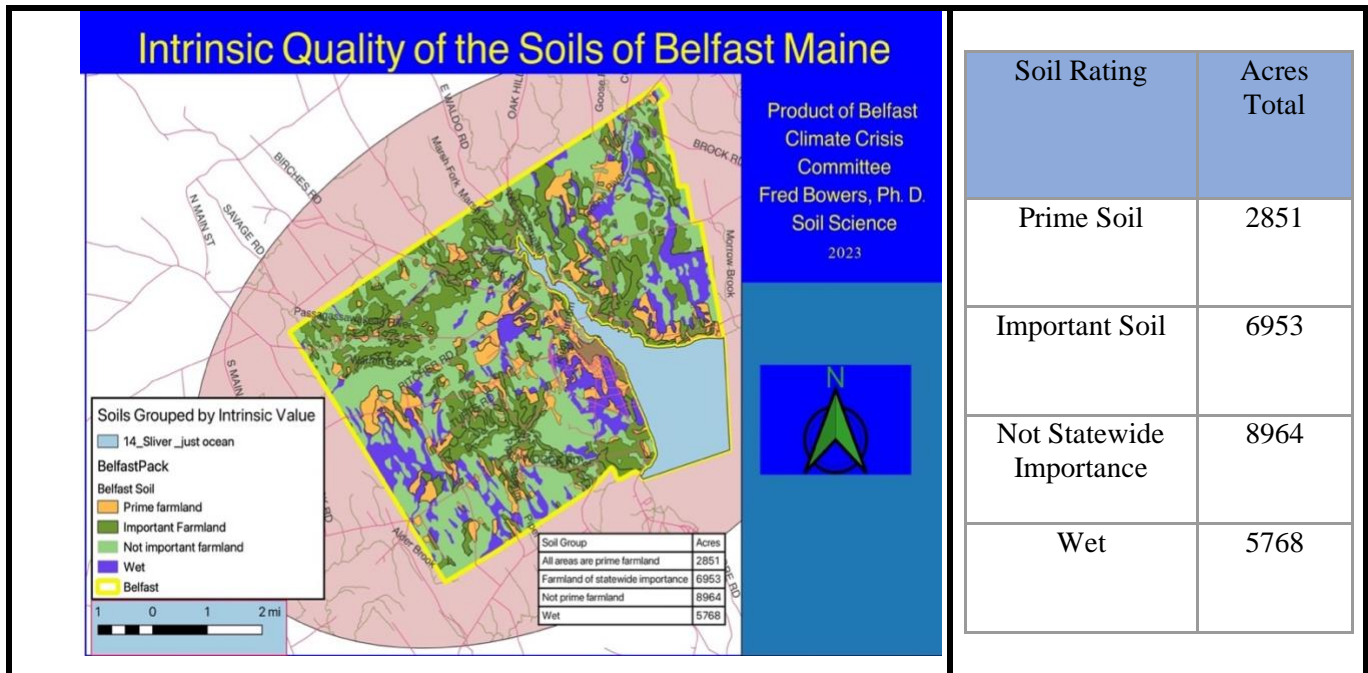 Intrinsic Quality of the Soils of Belfast Maine
Product of Belfast
Climate Crisis
Committee
Fred Bowers, Ph. D.
Soil Science
2023
E WALDO RD
OAK HILL
Goose
BROCK RD
BIRCHES RD
Marsh Fork
N MAIN ST
SAVAGE RD
Morrow Brook
Passagassawakeag River
S MAIN
Alder Brook
N
Soils Grouped by Intrinsic Value
14_Sliver _just ocean
BelfastPack
Belfast Soil
Prime farmland
Important Farmland
Not important farmland
Wet
Belfast
1 0 1 2 mi
Soil Group Acres
All areas are prime farmland 2851
Farmland of statewide importance 6953
Not prime farmland 8964
Wet 5768
Soil Rating Acres
Total
Prime Soil 2851
Important Soil 6953
Not Statewide
Importance 8964
Wet 5768